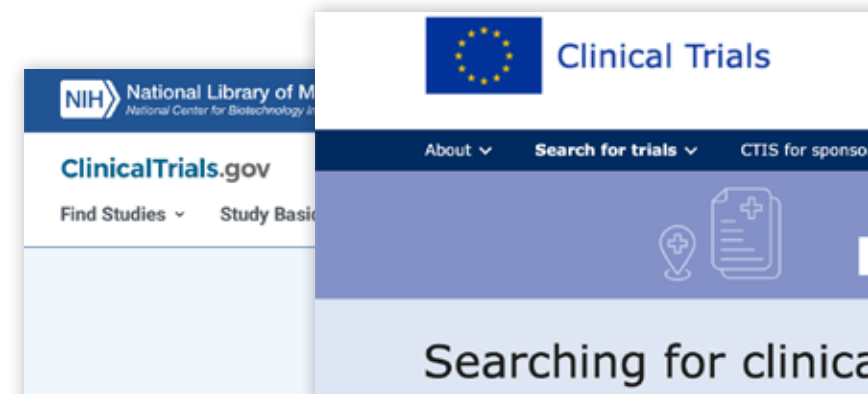 NIH National Library of M
National Center for Biotechnology In
ClinicalTrials.gov
Find Studies Study Basic
Clinical Trials
About Search for trials CTIS for sponso
Searching for clinica